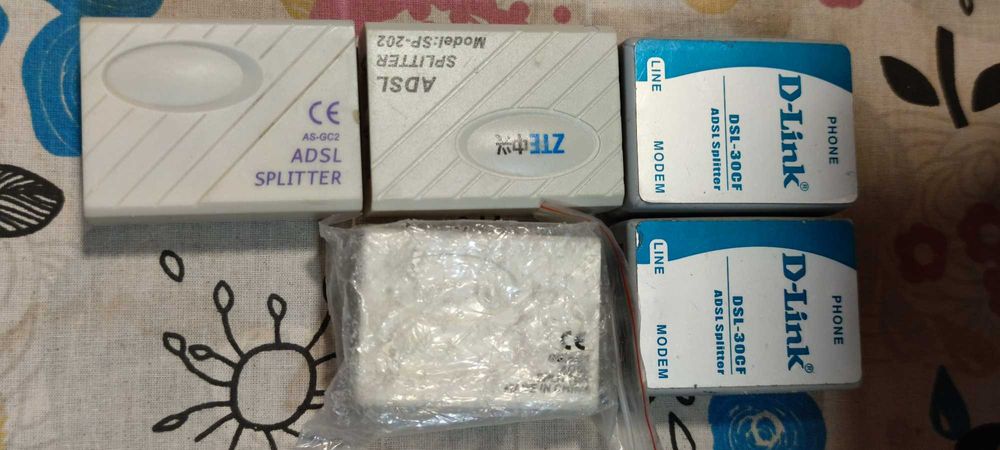 CE
AS-GC2
ADSL
SPLITTER
ADSL
SPLITTER
Model:SP-202
ZTE中兴
LINE
PHONE
D-Link®
DSL-30CF
ADSL Splitter
MODEM
LINE
PHONE
D-Link®
DSL-30CF
ADSL Splitter
MODEM
CE